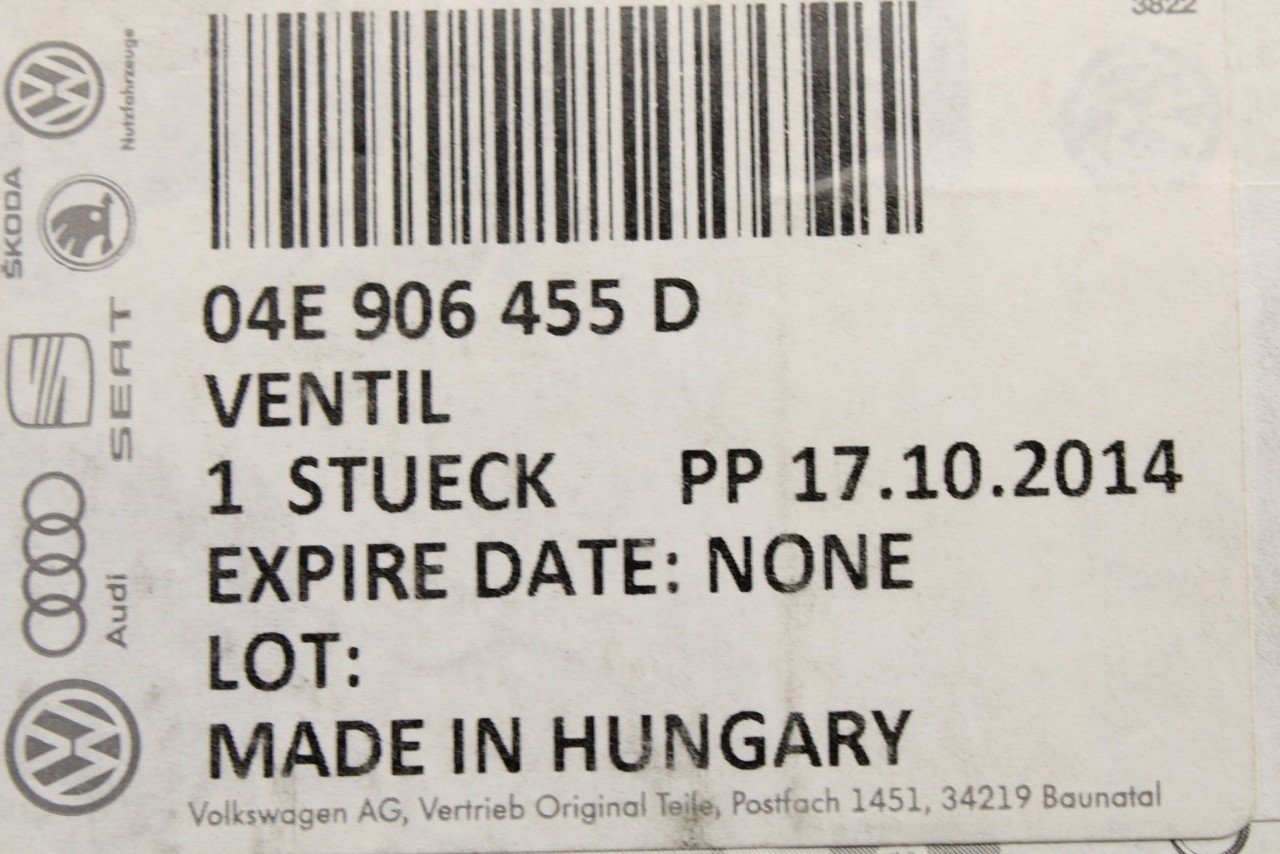 3822
04E 906 455 D
VENTIL
1 STUECK PP 17.10.2014
EXPIRE DATE: NONE
LOT:
MADE IN HUNGARY
Volkswagen AG, Vertrieb Original Teile, Postfach 1451, 34219 Baunatal
Nutzfahrzeuge
ŠKODA
SEAT
Audi